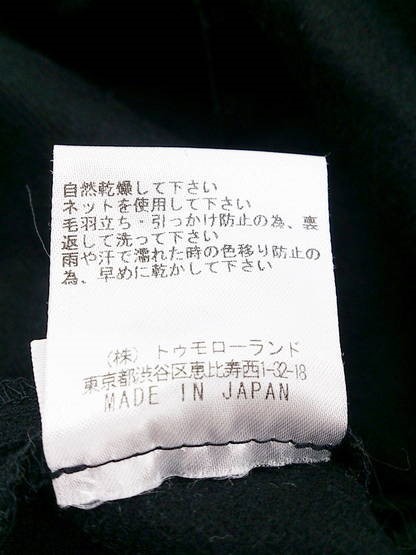 自然乾燥して下さい
ネットを使用して下さい
毛羽立ち・引っかけ防止の為、裏
返して洗って下さい
雨や汗で濡れた時の色移り防止の
為、早めに乾かして下さい
（株）トゥモローランド
東京都渋谷区恵比寿西1-32-18
MADE IN JAPAN